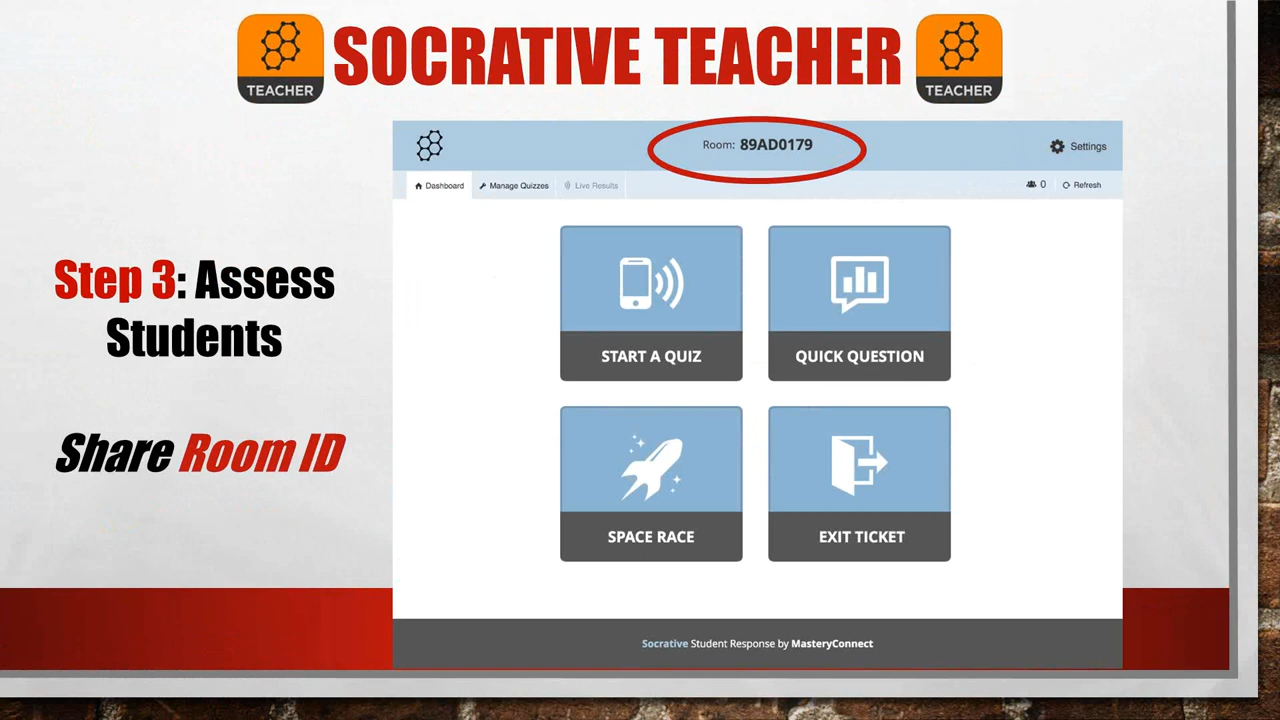 TEACHER
SOCRATIVE TEACHER
TEACHER
Room: 89AD0179
Settings
Dashboard
Manage Quizzes
Live Results
0
Refresh
Step 3: Assess
Students
Share Room ID
START A QUIZ
QUICK QUESTION
SPACE RACE
EXIT TICKET
Socrative Student Response by MasteryConnect